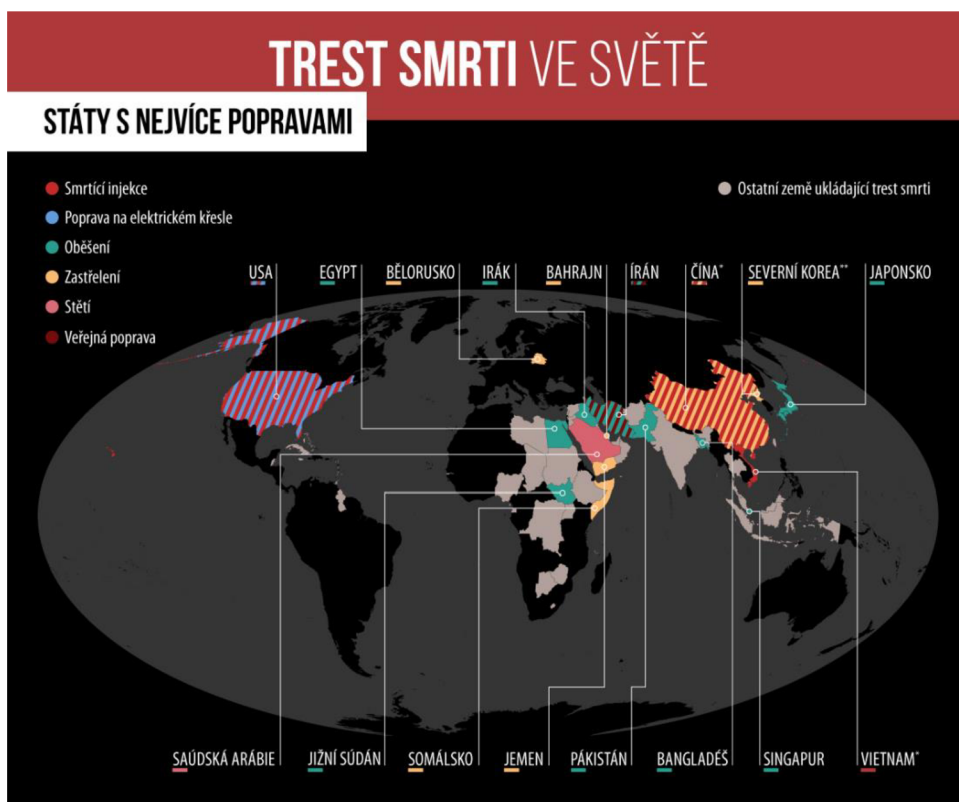 TREST SMRTI VE SVĚTĚ
STÁTY S NEJVÍCE POPRAVAMI
Smrtící injekce
Poprava na elektrickém křesle
Oběšení
Zastřelení
Stětí
Veřejná poprava
Ostatní země ukládající trest smrti
USA EGYPT BĚLORUSKO IRÁK BAHRAJN ÍRÁN ČÍNA* SEVERNÍ KOREA** JAPONSKO
SAÚDSKÁ ARÁBIE JIŽNÍ SÚDÁN SOMÁLSKO JEMEN PÁKISTÁN BANGLADÉŠ SINGAPUR VIETNAM*